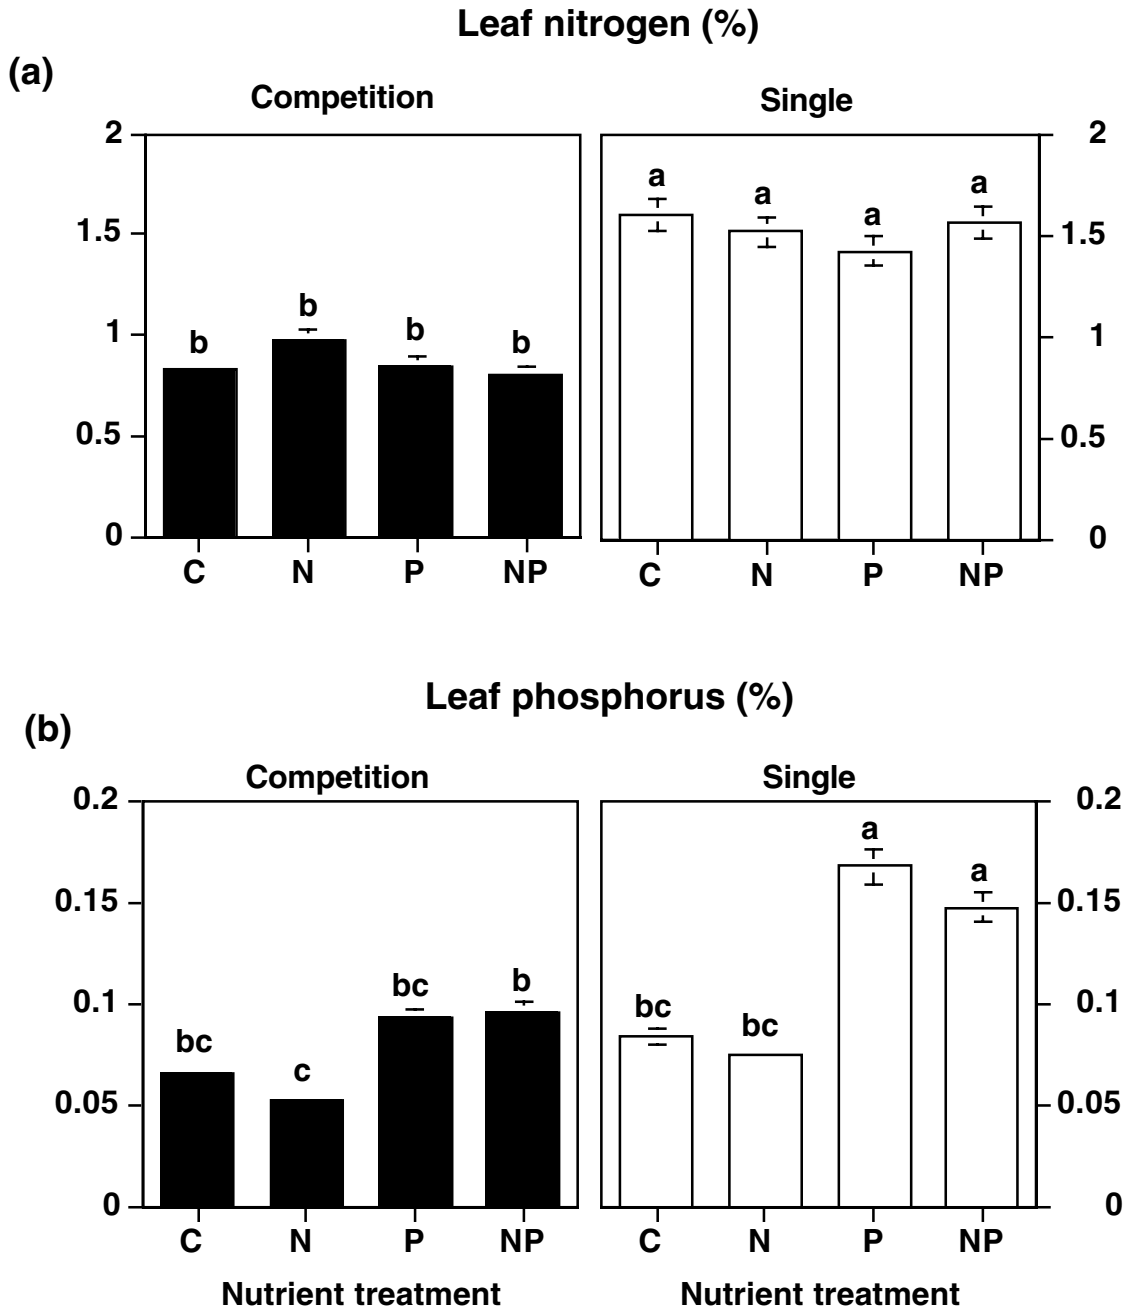 Leaf nitrogen (%)
(a)
Competition Single
2 2
a a a a
1.5 1.5
b b b b
1 1
0.5 0.5
0 0
C N P NP C N P NP
Leaf phosphorus (%)
(b)
Competition Single
0.2 0.2
a a
0.15 0.15
bc b bc bc
0.1 0.1
bc c
0.05 0.05
0 0
C N P NP C N P NP
Nutrient treatment Nutrient treatment